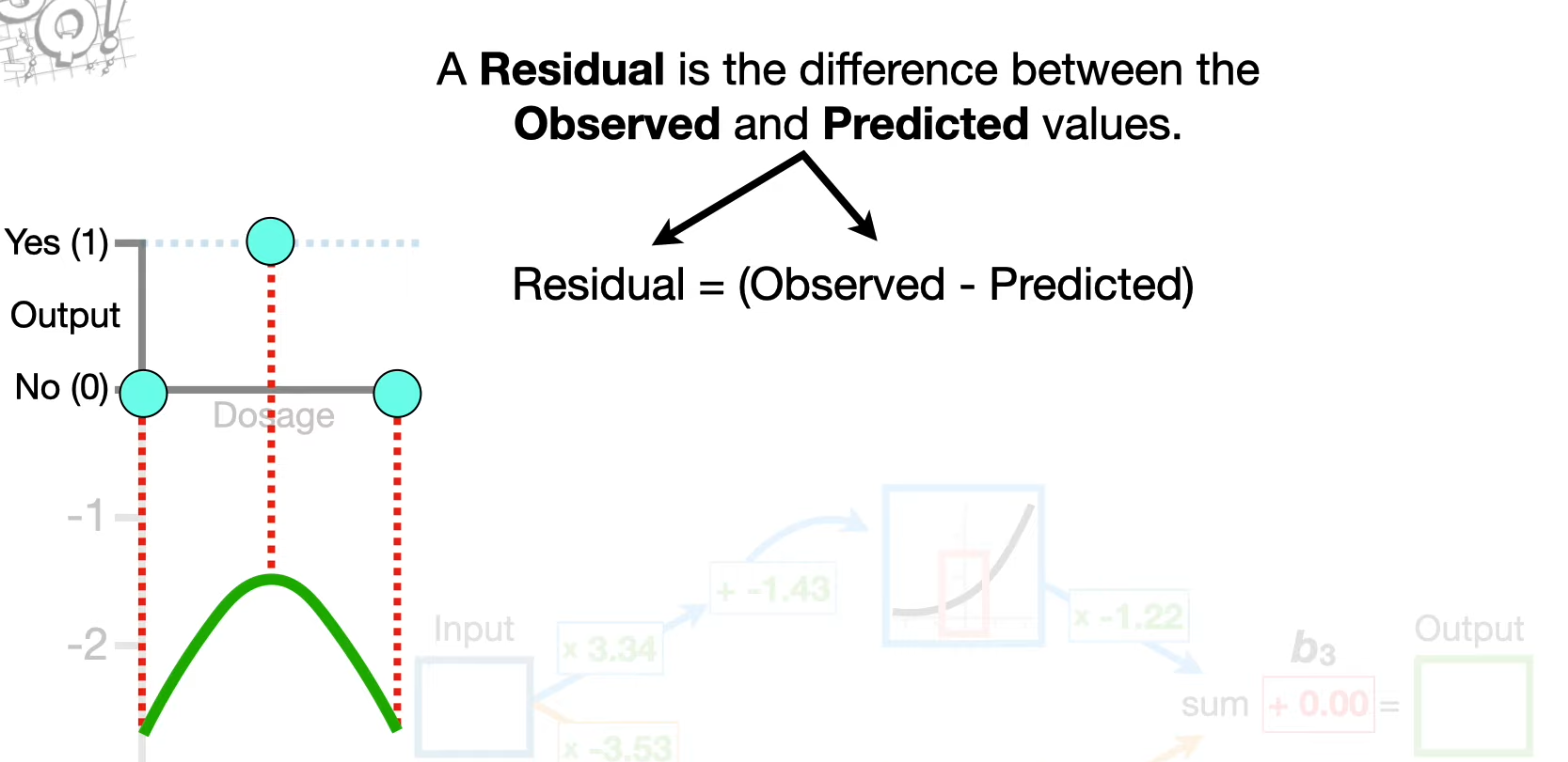 A Residual is the difference between the
Observed and Predicted values.
Residual = (Observed - Predicted)
Yes (1)
Output
No (0)
Dosage
-1
-2
Input
x 3.34
+ -1.43
x -1.22
x -3.53
sum
b3
+ 0.00
=
Output